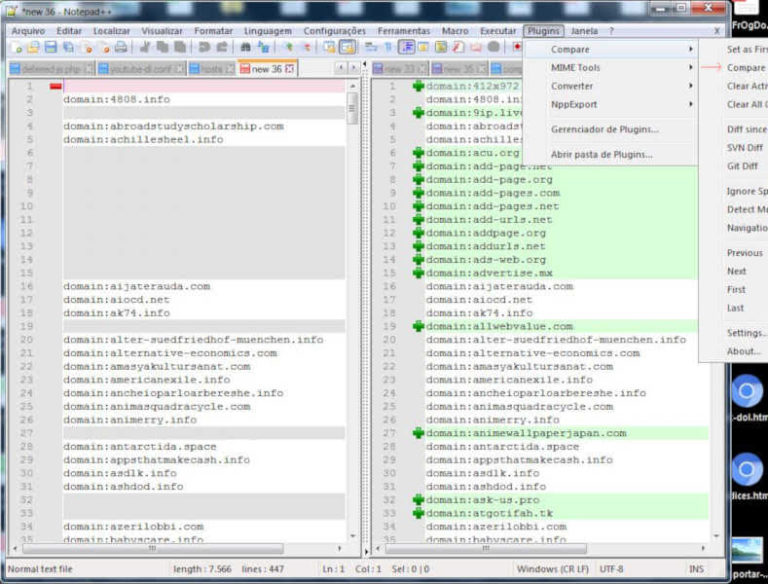 *new 36 - Notepad++
Arquivo Editar Localizar Visualizar Formatar Linguagem Configurações Ferramentas Macro Executar Plugins Janela ? X
deferred-js.php youtube-dl.conf hosts new 36 new 33 new 35
Compare
MIME Tools
Converter
NppExport
Gerenciador de Plugins...
Abrir pasta de Plugins...
Set as Firs
Compare
Clear Acti
Clear All C
Diff since
SVN Diff
Git Diff
Ignore Sp
Detect Mo
Navigatio
Previous
Next
First
Last
Settings...
About...
1
2 domain:4808.info
3
4 domain:abroadstudyscholarship.com
5 domain:achillesheel.info
6
7
8
9
10
11
12
13
14
15
16 domain:aijaterauda.com
17 domain:aiocd.net
18 domain:ak74.info
19
20 domain:alter-suedfriedhof-muenchen.info
21 domain:alternative-economics.com
22 domain:amasyakultursanat.com
23 domain:americanexile.info
24 domain:ancheioparloarbereshe.info
25 domain:animasquadracycle.com
26 domain:animerry.info
27
28 domain:antarctida.space
29 domain:appsthatmakecash.info
30 domain:asdlk.info
31 domain:ashdod.info
32
33
34 domain:azerilobbi.com
35 domain:babyscare.info
1 domain:412x972
2 domain:4808.in
3 domain:9ip.liv
4 domain:abroads
5 domain:achille
6 domain:acu.org
7 domain:add-page.net
8 domain:add-page.org
9 domain:add-pages.com
10 domain:add-pages.net
11 domain:add-urls.net
12 domain:addpage.org
13 domain:addurls.net
14 domain:ads-web.org
15 domain:advertise.mx
16 domain:aijaterauda.com
17 domain:aiocd.net
18 domain:ak74.info
19 domain:allwebvalue.com
20 domain:alter-suedfriedhof-muenchen.info
21 domain:alternative-economics.com
22 domain:amasyakultursanat.com
23 domain:americanexile.info
24 domain:ancheioparloarbereshe.info
25 domain:animasquadracycle.com
26 domain:animerry.info
27 domain:animewallpaperjapan.com
28 domain:antarctida.space
29 domain:appsthatmakecash.info
30 domain:asdlk.info
31 domain:ashdod.info
32 domain:ask-us.pro
33 domain:atgotifah.tk
34 domain:azerilobbi.com
35 domain:babyscare.info
Normal text file length : 7.566 lines : 447 Ln : 1 Col : 1 Sel : 0 | 0 Windows (CR LF) UTF-8 INS
FrOgDo.
-dol.htm
dices.htm
portar-...